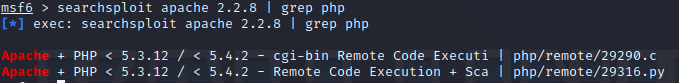 msf6 > searchsploit apache 2.2.8 | grep php
[*] exec: searchsploit apache 2.2.8 | grep php
Apache + PHP < 5.3.12 / < 5.4.2 - cgi-bin Remote Code Executi | php/remote/29290.c
Apache + PHP < 5.3.12 / < 5.4.2 - Remote Code Execution + Sca | php/remote/29316.py